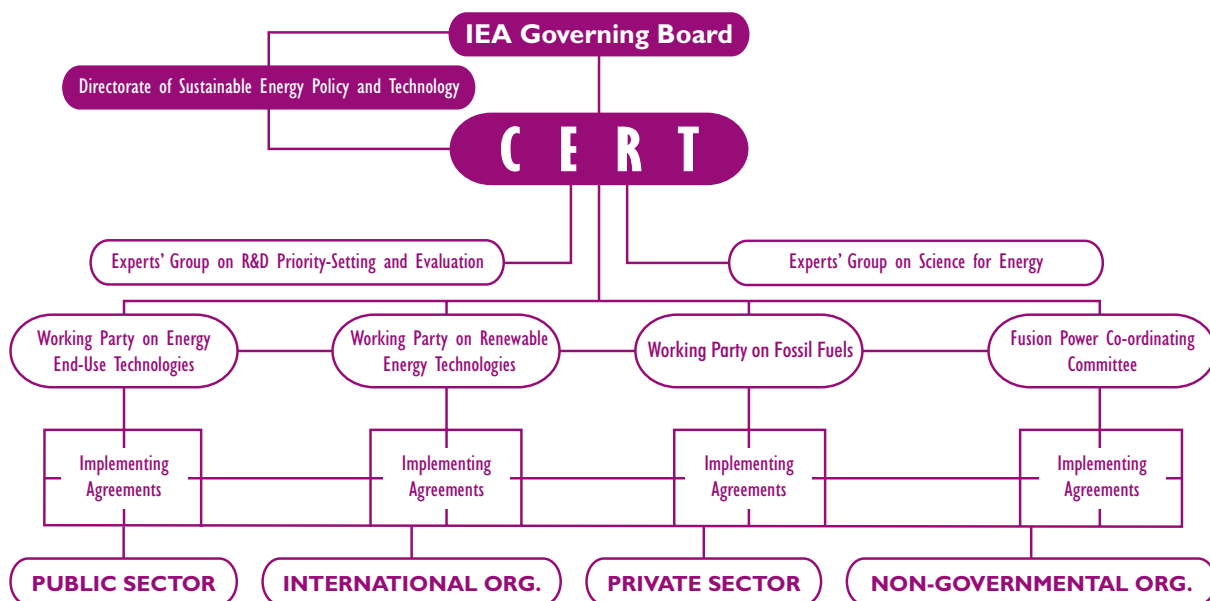 IEA Governing Board
Directorate of Sustainable Energy Policy and Technology
C E R T
Experts' Group on R&D Priority-Setting and Evaluation
Experts' Group on Science for Energy
Working Party on Energy
End-Use Technologies
Working Party on Renewable
Energy Technologies
Working Party on Fossil Fuels
Fusion Power Co-ordinating
Committee
Implementing
Agreements
Implementing
Agreements
Implementing
Agreements
Implementing
Agreements
PUBLIC SECTOR
INTERNATIONAL ORG.
PRIVATE SECTOR
NON-GOVERNMENTAL ORG.